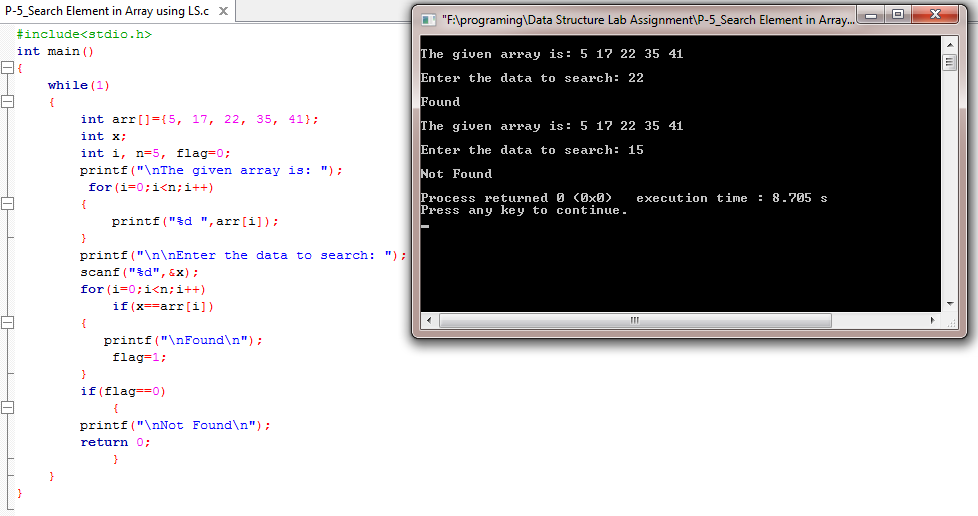 P-5_Search Element in Array using LS.c X
#include<stdio.h>
int main()
{
while(1)
{
int arr[]={5, 17, 22, 35, 41};
int x;
int i, n=5, flag=0;
printf("\nThe given array is: ");
for(i=0;i<n;i++)
{
printf("%d ",arr[i]);
}
printf("\n\nEnter the data to search: ");
scanf("%d",&x);
for(i=0;i<n;i++)
if(x==arr[i])
{
printf("\nFound\n");
flag=1;
}
if(flag==0)
{
printf("\nNot Found\n");
return 0;
}
}
}
"F:\programing\Data Structure Lab Assignment\P-5_Search Element in Array...
The given array is: 5 17 22 35 41
Enter the data to search: 22
Found
The given array is: 5 17 22 35 41
Enter the data to search: 15
Not Found
Process returned 0 (0x0)   execution time : 8.705 s
Press any key to continue.